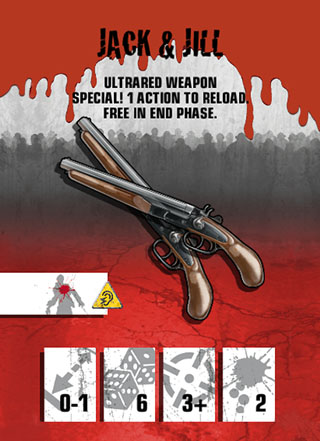 JACK & JILL
ULTRARED WEAPON
SPECIAL! 1 ACTION TO RELOAD.
FREE IN END PHASE.
0-1 6 3+ 2